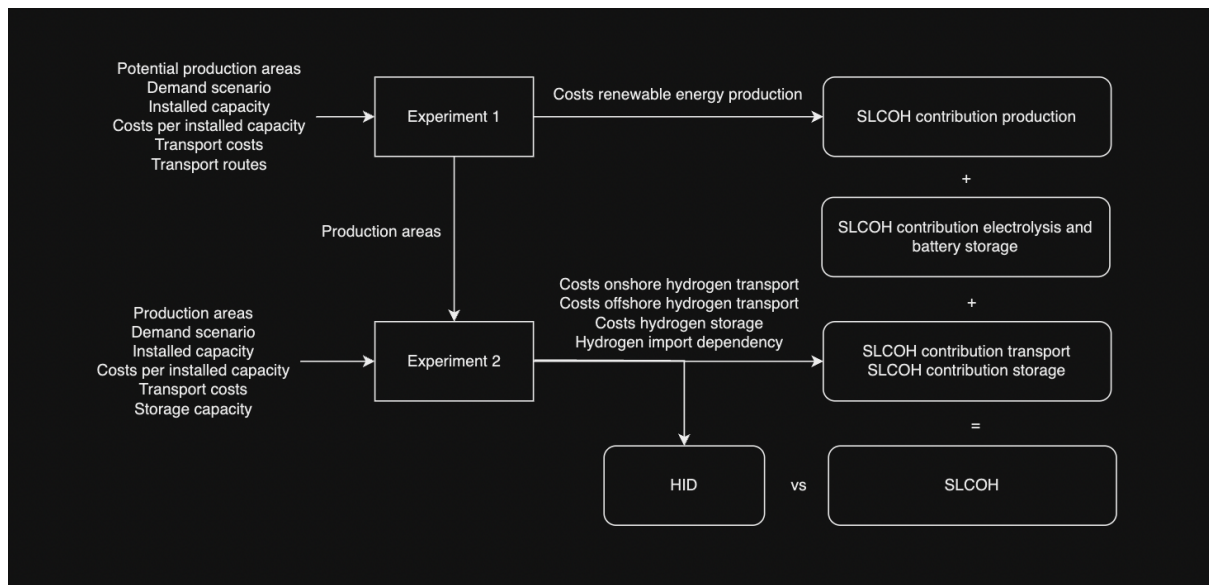 Potential production areas
Demand scenario
Installed capacity
Costs per installed capacity
Transport costs
Transport routes
Experiment 1
Costs renewable energy production
SLCOH contribution production
+
SLCOH contribution electrolysis and
battery storage
Production areas
+
Production areas
Demand scenario
Installed capacity
Costs per installed capacity
Transport costs
Storage capacity
Experiment 2
Costs onshore hydrogen transport
Costs offshore hydrogen transport
Costs hydrogen storage
Hydrogen import dependency
SLCOH contribution transport
SLCOH contribution storage
=
HID
vs
SLCOH